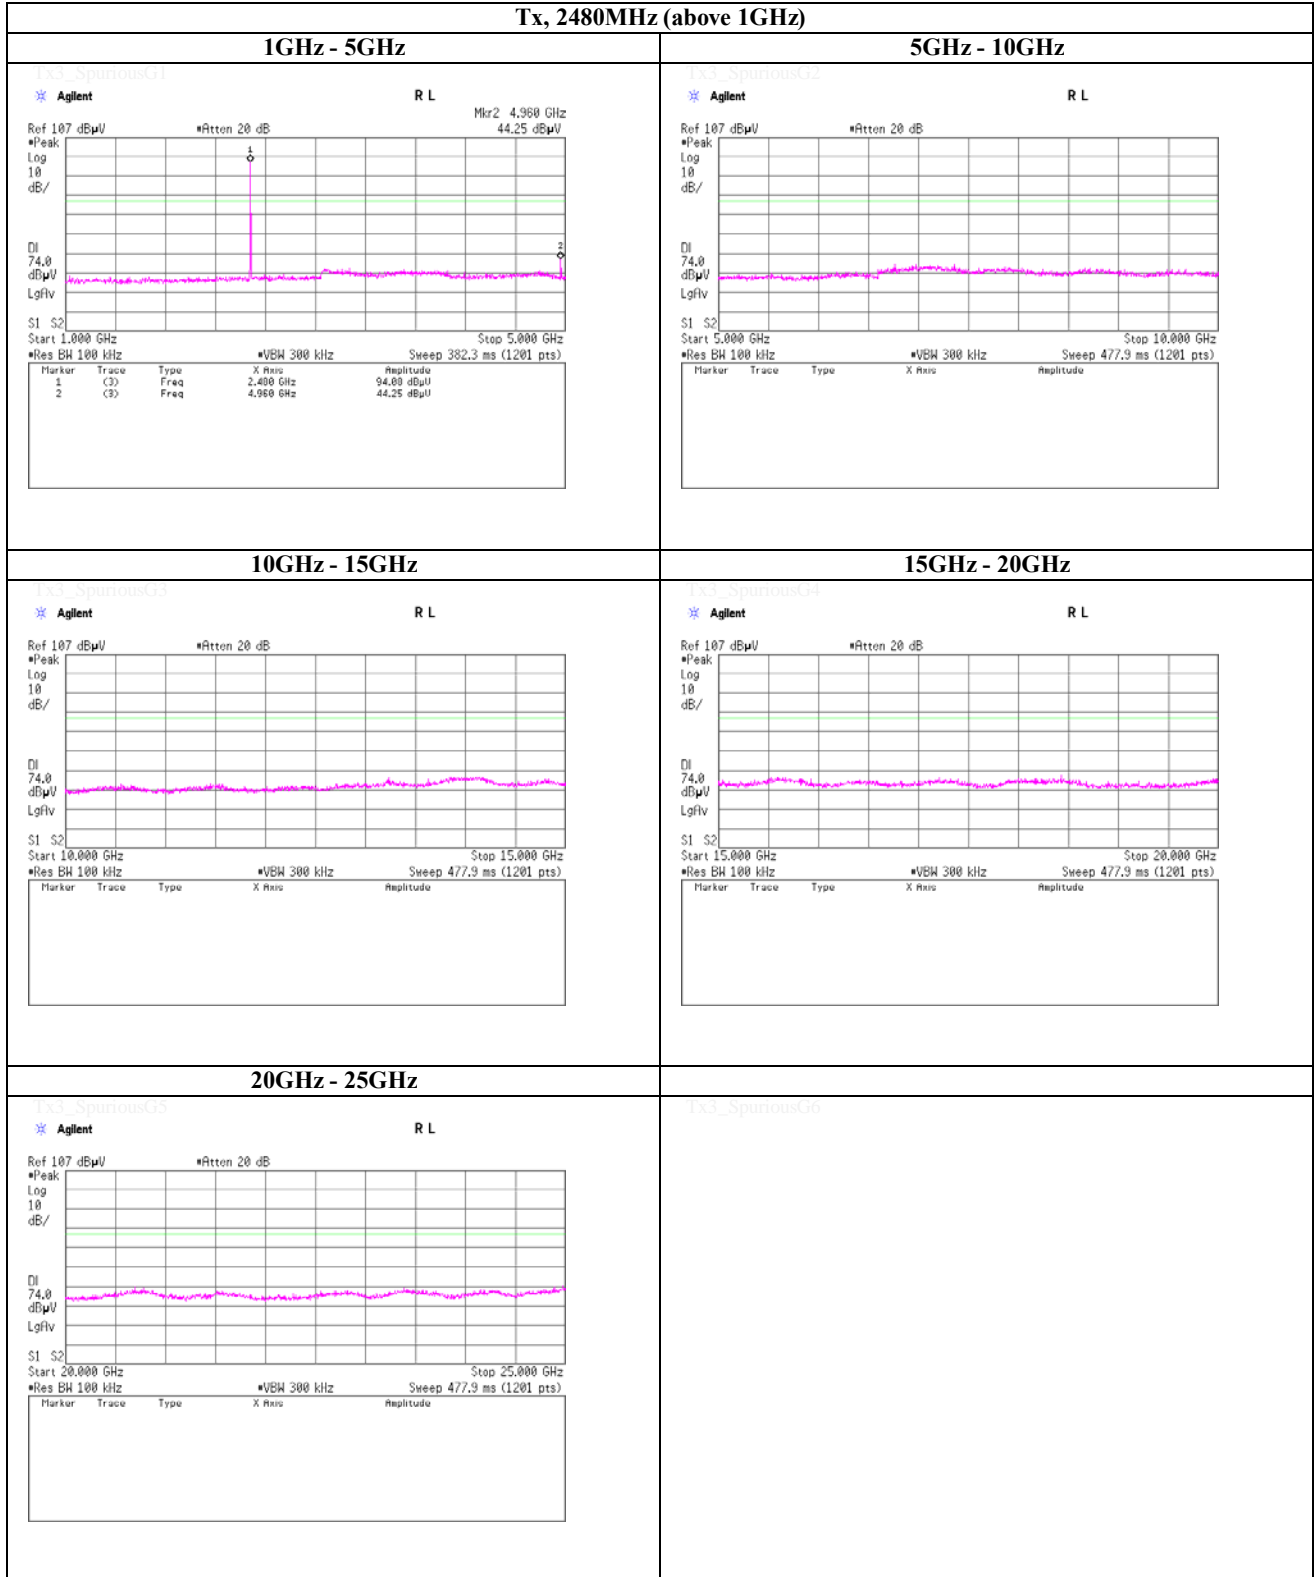 Tx, 2480MHz (above 1GHz)
1GHz - 5GHz
Tx3_SpuriousG1
Agilent R L
Mkr2 4.960 GHz
Ref 107 dBµV #Atten 20 dB 44.25 dBµV
#Peak
Log
10
dB/
1
2
DI
74.0
dBµV
LgAv
S1 S2
Start 1.000 GHz Stop 5.000 GHz
#Res BW 100 kHz #VBW 300 kHz Sweep 382.3 ms (1201 pts)
Marker Trace Type X Axis Amplitude
1 (3) Freq 2.480 GHz 94.08 dBµV
2 (3) Freq 4.960 GHz 44.25 dBµV
5GHz - 10GHz
Tx3_SpuriousG2
Agilent R L
Ref 107 dBµV #Atten 20 dB
#Peak
Log
10
dB/
DI
74.0
dBµV
LgAv
S1 S2
Start 5.000 GHz Stop 10.000 GHz
#Res BW 100 kHz #VBW 300 kHz Sweep 477.9 ms (1201 pts)
Marker Trace Type X Axis Amplitude
10GHz - 15GHz
Tx3_SpuriousG3
Agilent R L
Ref 107 dBµV #Atten 20 dB
#Peak
Log
10
dB/
DI
74.0
dBµV
LgAv
S1 S2
Start 10.000 GHz Stop 15.000 GHz
#Res BW 100 kHz #VBW 300 kHz Sweep 477.9 ms (1201 pts)
Marker Trace Type X Axis Amplitude
15GHz - 20GHz
Tx3_SpuriousG4
Agilent R L
Ref 107 dBµV #Atten 20 dB
#Peak
Log
10
dB/
DI
74.0
dBµV
LgAv
S1 S2
Start 15.000 GHz Stop 20.000 GHz
#Res BW 100 kHz #VBW 300 kHz Sweep 477.9 ms (1201 pts)
Marker Trace Type X Axis Amplitude
20GHz - 25GHz
Tx3_SpuriousG5
Agilent R L
Ref 107 dBµV #Atten 20 dB
#Peak
Log
10
dB/
DI
74.0
dBµV
LgAv
S1 S2
Start 20.000 GHz Stop 25.000 GHz
#Res BW 100 kHz #VBW 300 kHz Sweep 477.9 ms (1201 pts)
Marker Trace Type X Axis Amplitude
Tx3_SpuriousG6